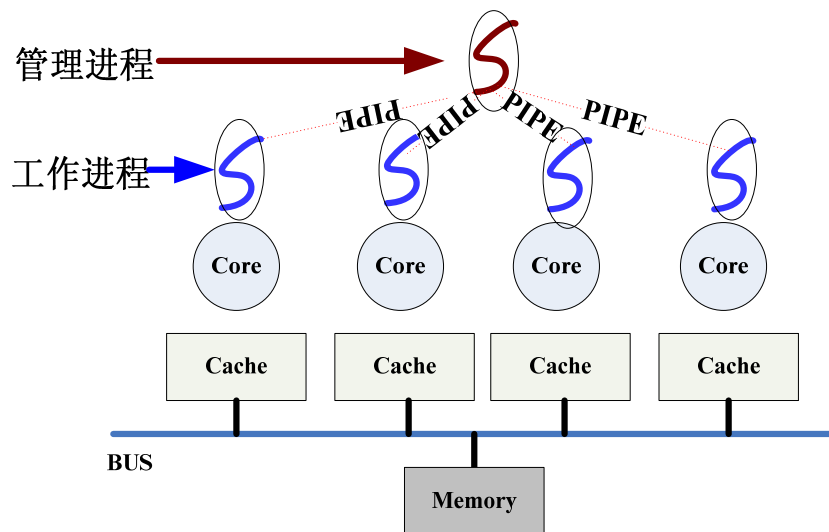 管理进程
PIPE
PIPE
PIPE
PIPE
工作进程
Core
Core
Core
Core
Cache
Cache
Cache
Cache
BUS
Memory